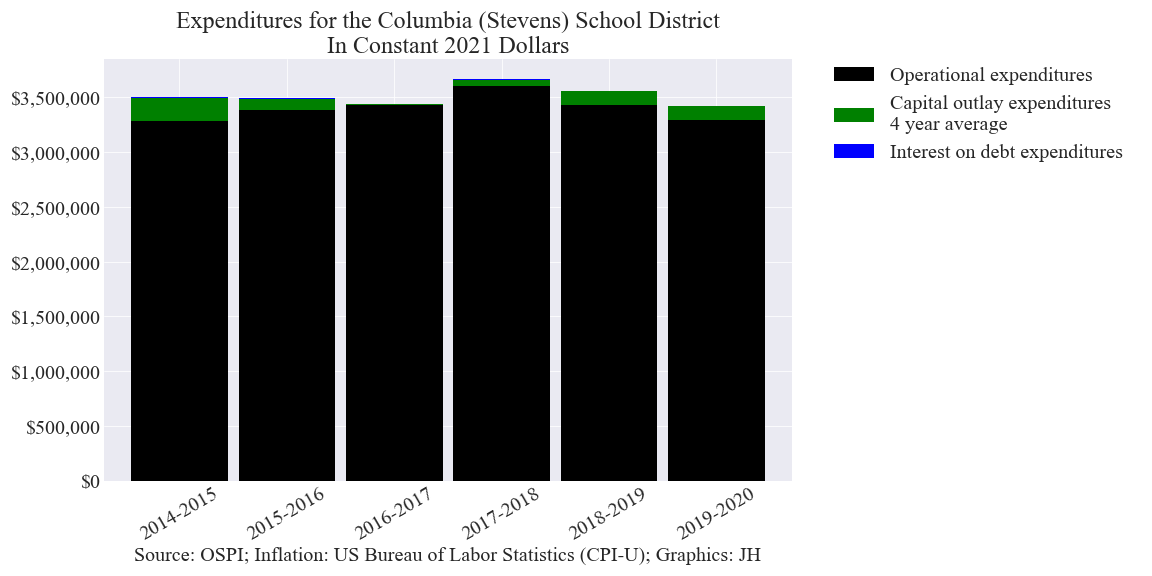 Expenditures for the Columbia (Stevens) School District
In Constant 2021 Dollars
Operational expenditures
Capital outlay expenditures
4 year average
Interest on debt expenditures
$3,500,000
$3,000,000
$2,500,000
$2,000,000
$1,500,000
$1,000,000
$500,000
$0
2014-2015
2015-2016
2016-2017
2017-2018
2018-2019
2019-2020
Source: OSPI; Inflation: US Bureau of Labor Statistics (CPI-U); Graphics: JH